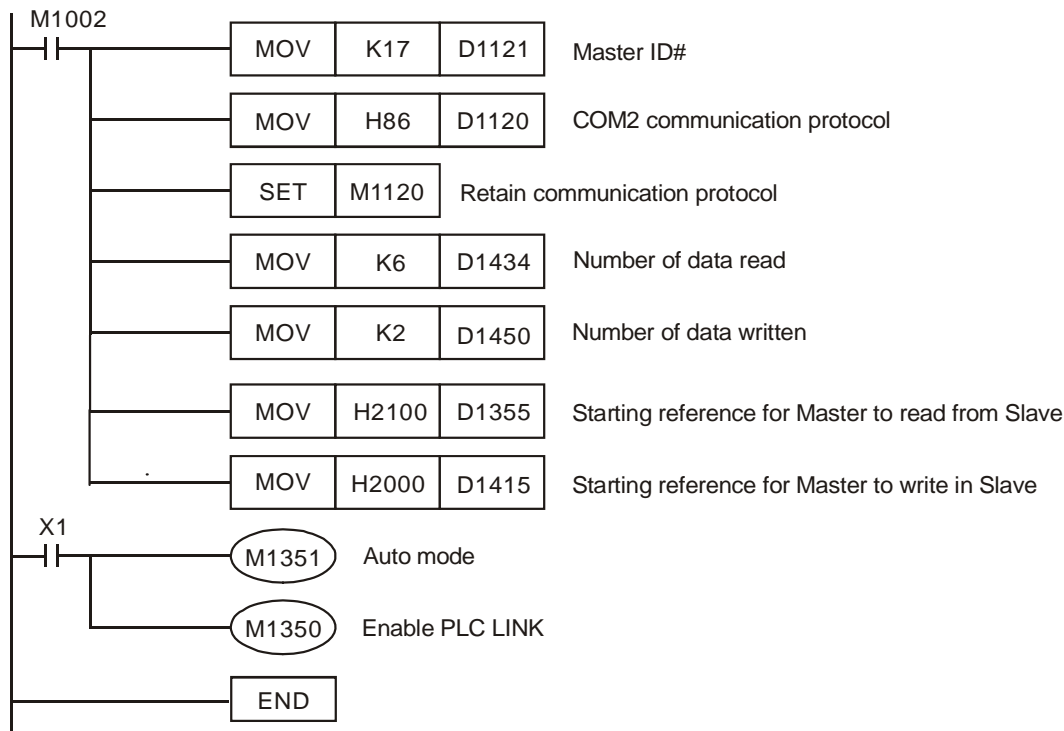 M1002
MOV K17 D1121 Master ID#
MOV H86 D1120 COM2 communication protocol
SET M1120 Retain communication protocol
MOV K6 D1434 Number of data read
MOV K2 D1450 Number of data written
MOV H2100 D1355 Starting reference for Master to read from Slave
MOV H2000 D1415 Starting reference for Master to write in Slave
X1
M1351 Auto mode
M1350 Enable PLC LINK
END